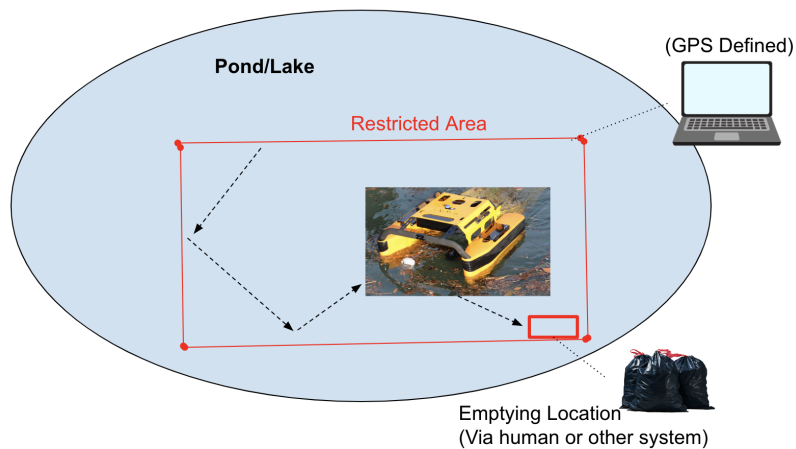 (GPS Defined)
Pond/Lake
Restricted Area
Emptying Location
(Via human or other system)